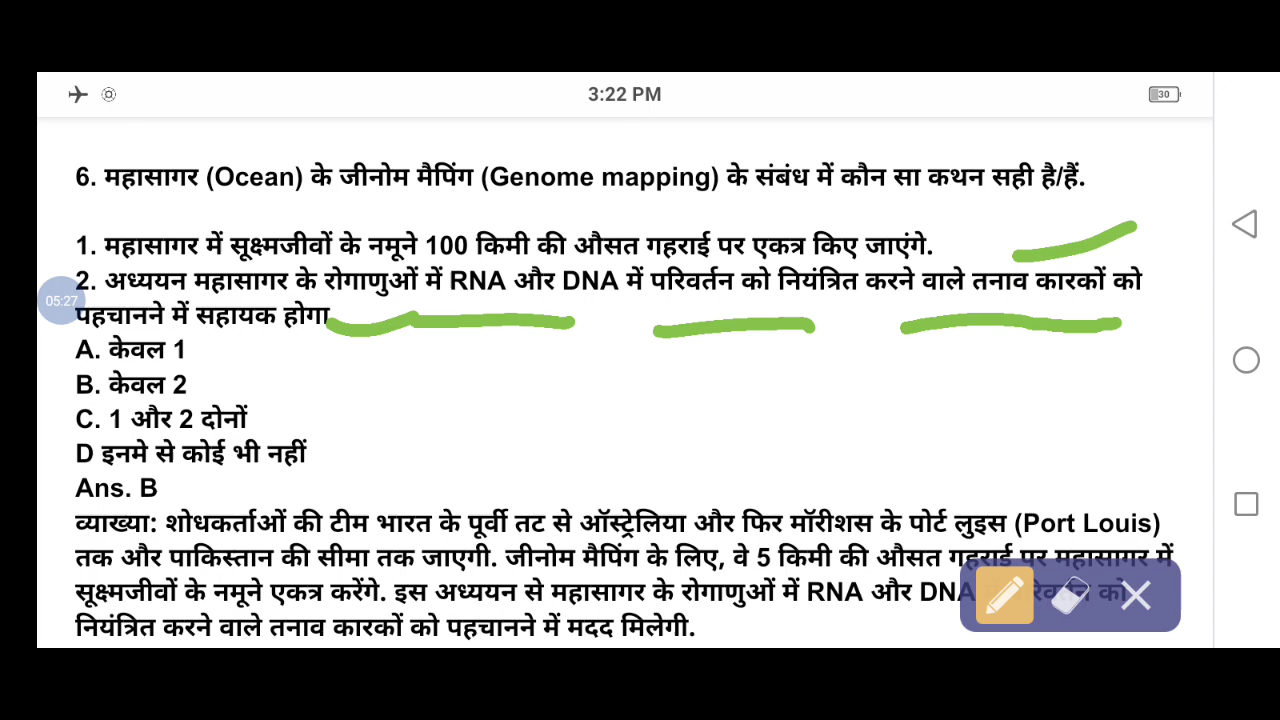 3:22 PM
30
6. महासागर (Ocean) के जीनोम मैपिंग (Genome mapping) के संबंध में कौन सा कथन सही है/हैं.
1. महासागर में सूक्ष्मजीवों के नमूने 100 किमी की औसत गहराई पर एकत्र किए जाएंगे.
2. अध्ययन महासागर के रोगाणुओं में RNA और DNA में परिवर्तन को नियंत्रित करने वाले तनाव कारकों को
05:27
पहचानने में सहायक होगा
A. केवल 1
B. केवल 2
C. 1 और 2 दोनों
D इनमे से कोई भी नहीं
Ans. B
व्याख्या: शोधकर्ताओं की टीम भारत के पूर्वी तट से ऑस्ट्रेलिया और फिर मॉरीशस के पोर्ट लुइस (Port Louis)
तक और पाकिस्तान की सीमा तक जाएगी. जीनोम मैपिंग के लिए, वे 5 किमी की औसत गहराई पर महासागर में
सूक्ष्मजीवों के नमूने एकत्र करेंगे. इस अध्ययन से महासागर के रोगाणुओं में RNA और DNA को
नियंत्रित करने वाले तनाव कारकों को पहचानने में मदद मिलेगी.